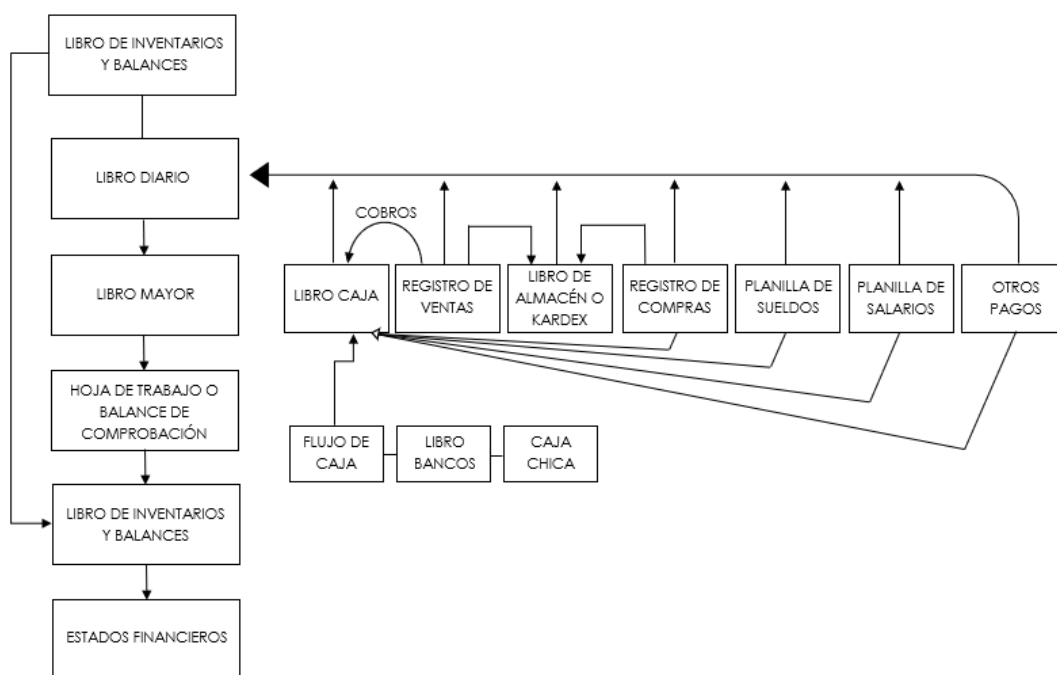 LIBRO DE INVENTARIOS
Y BALANCES
LIBRO DIARIO
LIBRO MAYOR
HOJA DE TRABAJO O
BALANCE DE
COMPROBACIÓN
LIBRO DE INVENTARIOS
Y BALANCES
ESTADOS FINANCIEROS
COBROS
LIBRO CAJA
REGISTRO DE
VENTAS
LIBRO DE
ALMACÉN O
KARDEX
REGISTRO DE
COMPRAS
PLANILLA DE
SUELDOS
PLANILLA DE
SALARIOS
OTROS
PAGOS
FLUJO DE
CAJA
LIBRO
BANCOS
CAJA
CHICA